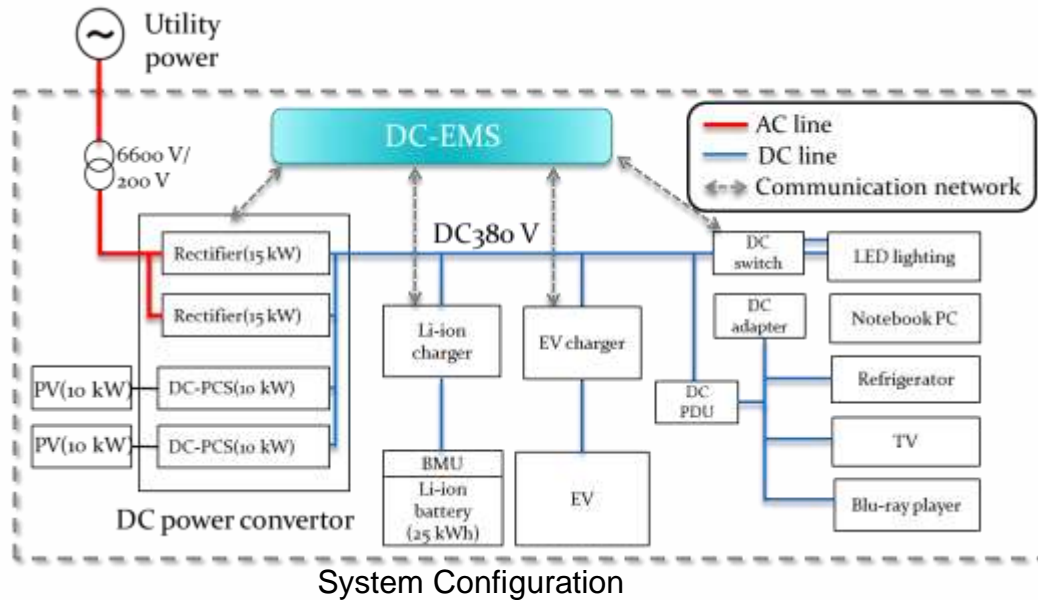 Utility
power
DC-EMS
AC line
DC line
Communication network
6600 V/
200 V
DC380 V
Rectifier(15 kW)
Rectifier(15 kW)
DC-PCS(10 kW)
DC-PCS(10 kW)
PV(10 kW)
PV(10 kW)
DC power convertor
Li-ion
charger
BMU
Li-ion
battery
(25 kWh)
EV charger
EV
DC
switch
DC
adapter
DC
PDU
LED lighting
Notebook PC
Refrigerator
TV
Blu-ray player
System Configuration